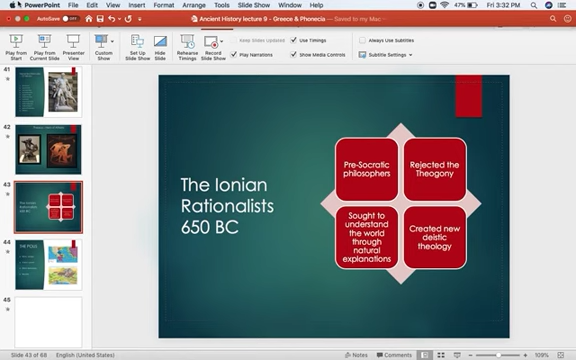 PowerPoint File Edit View Insert Format Arrange Tools 47% Fri 3:32 PM
AutoSave OFF Ancient History lecture 9 - Greece & Phonecia — Saved to my Mac
Play from Start
Play from Current Slide
Presenter View
Custom Show
Set Up Slide Show
Hide Slide
Rehearse Timings
Record Slide Show
Keep Slides Updated
Use Timings
Always Use Subtitles
Play Narrations
Show Media Controls
Subtitle Settings
41
42
43
44
THE POLIS
45
The Ionian
Rationalists
650 BC
Pre-Socratic
philosophers
Rejected the
Theogony
Sought to
understand
the world
through
natural
explanations
Created new
deistic
theology
Slide 43 of 68 English (United States) Notes Comments 109%